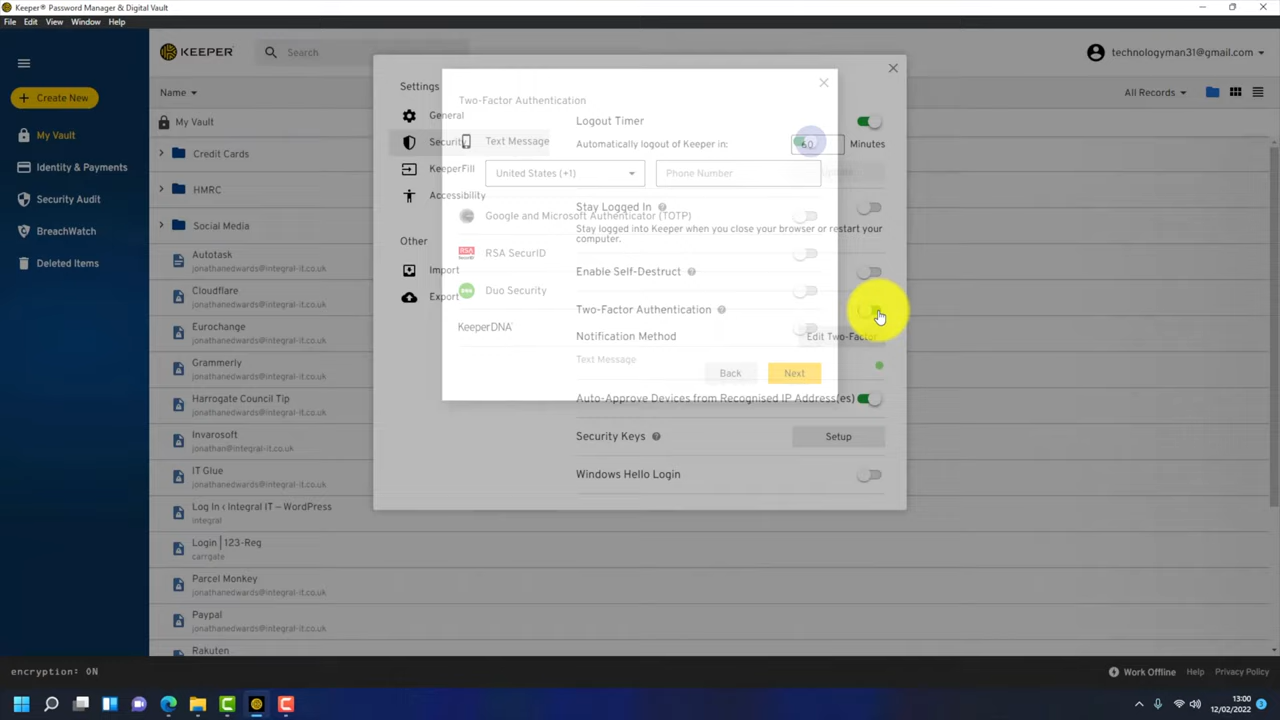 Keeper® Password Manager & Digital Vault
File Edit View Window Help
KEEPER
Search
technologyman31@gmail.com
Create New
My Vault
Identity & Payments
Security Audit
BreachWatch
Deleted Items
Name
All Records
My Vault
Credit Cards
HMRC
Social Media
Autotask
jonathanedwards@integral-it.co.uk
Cloudflare
jonathanedwards@integral-it.co.uk
Eurochange
jonathanedwards@integral-it.co.uk
Grammerly
jonathanedwards@integral-it.co.uk
Harrogate Council Tip
jonathanedwards@integral-it.co.uk
Invarosoft
jonathan@integral-it.co.uk
IT Glue
jonathanedwards@integral-it.co.uk
Log In ‹ Integral IT — WordPress
integral
Login | 123-Reg
carrgate
Parcel Monkey
jonathanedwards@integral-it.co.uk
Paypal
jonathanedwards@integral-it.co.uk
Rakuten
Settings
General
Security
KeeperFill
Accessibility
Other
Import
Export
Logout Timer
Automatically logout of Keeper in:
60
Minutes
Stay Logged In
Stay logged into Keeper when you close your browser or restart your
computer.
Enable Self-Destruct
Two-Factor Authentication
Notification Method
Edit Two-Factor
Text Message
Auto-Approve Devices from Recognised IP Address(es)
Security Keys
Setup
Windows Hello Login
Two-Factor Authentication
Text Message
United States (+1)
Phone Number
Google and Microsoft Authenticator (TOTP)
RSA SecurID
Duo Security
KeeperDNA
Back
Next
encryption: ON
Work Offline
Help
Privacy Policy
13:00
12/02/2022